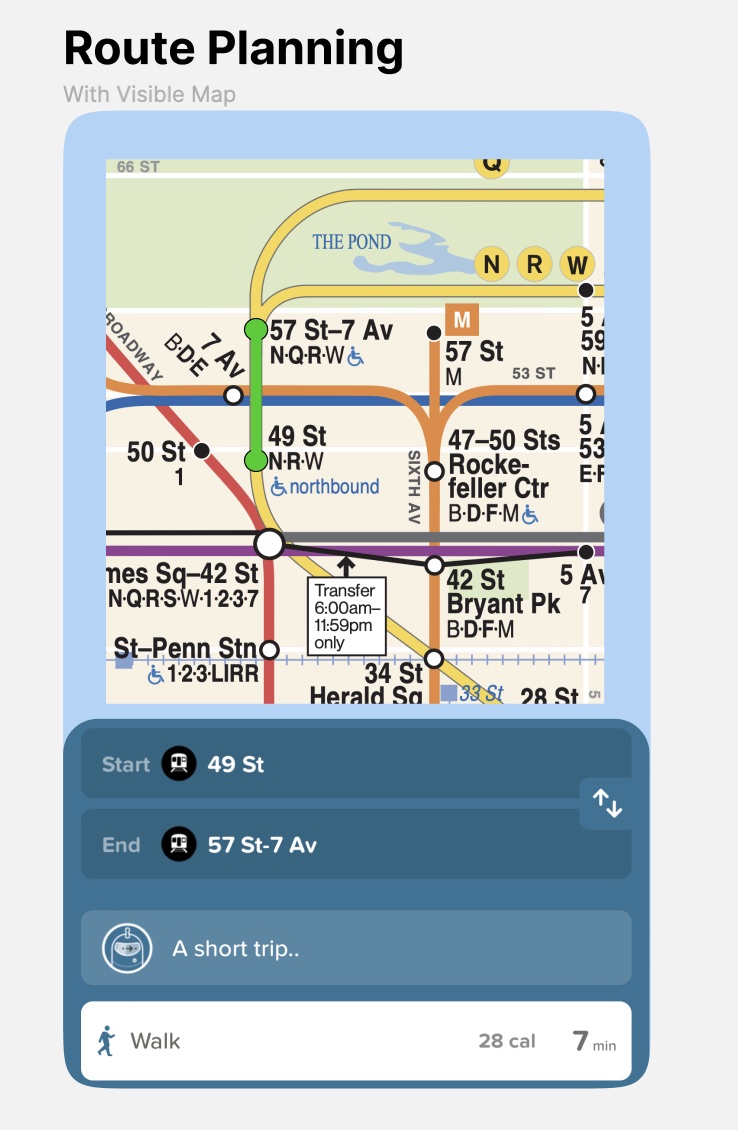 Route Planning
With Visible Map
66 ST
Q
THE POND
N R W
ROADWAY
B·D·E
7 Av
57 St–7 Av
N·Q·R·W
M
57 St
M
53 ST
5
59
N·
50 St
1
49 St
N·R·W
northbound
SIXTH AV
47–50 Sts
Rocke-
feller Ctr
B·D·F·M
5
53
E·F
mes Sq–42 St
N·Q·R·S·W·1·2·3·7
Transfer
6:00am–
11:59pm
only
42 St
Bryant Pk
B·D·F·M
5 Av
7
St–Penn Stn
1·2·3·LIRR
34 St
Herald Sq
33 St
28 St
5
Start 49 St
End 57 St-7 Av
A short trip..
Walk 28 cal 7 min